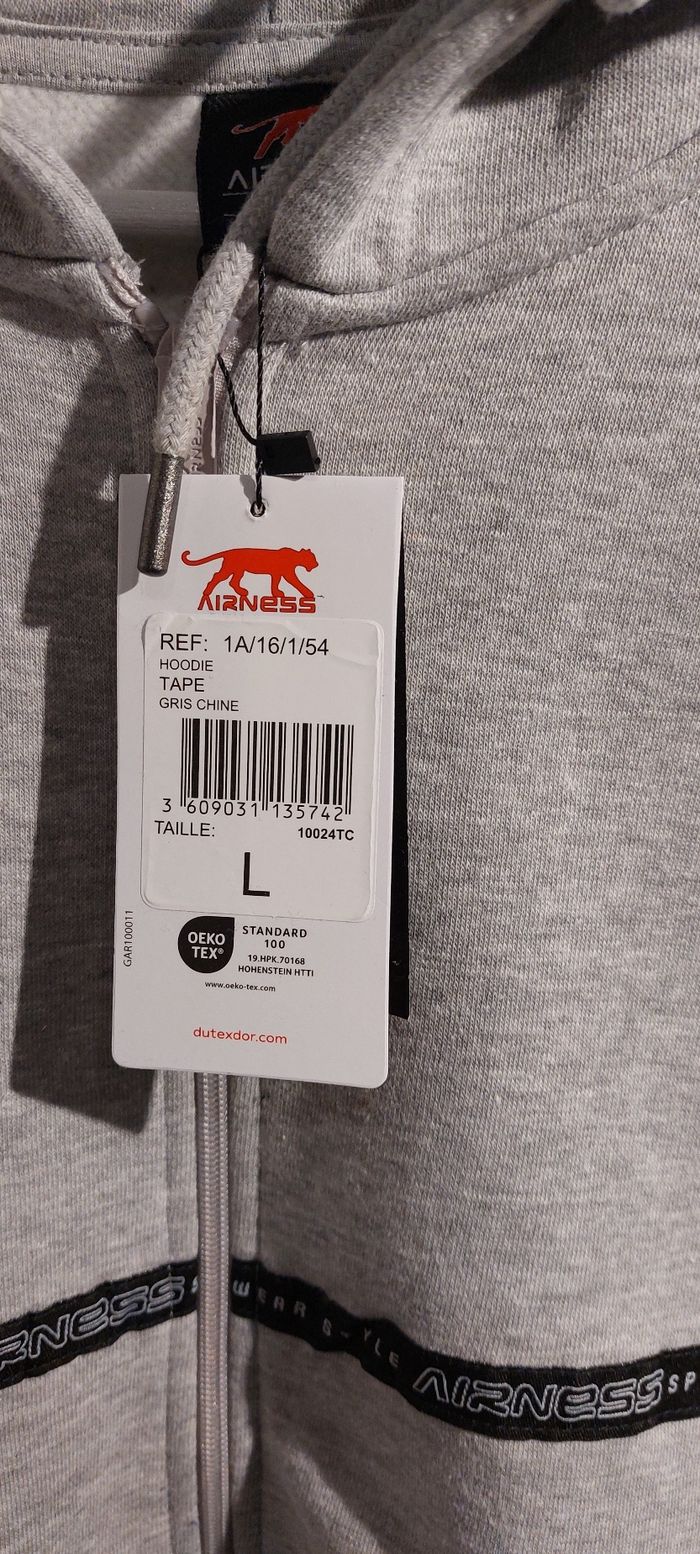 AIRNESS
REF: 1A/16/1/54
HOODIE
TAPE
GRIS CHINE
3 609031 135742
TAILLE: 10024TC
L
GAR100011
OEKO
TEX®
STANDARD
100
19.HPK.70168
HOHENSTEIN HTTI
www.oeko-tex.com
dutexdor.com
AIRNESS